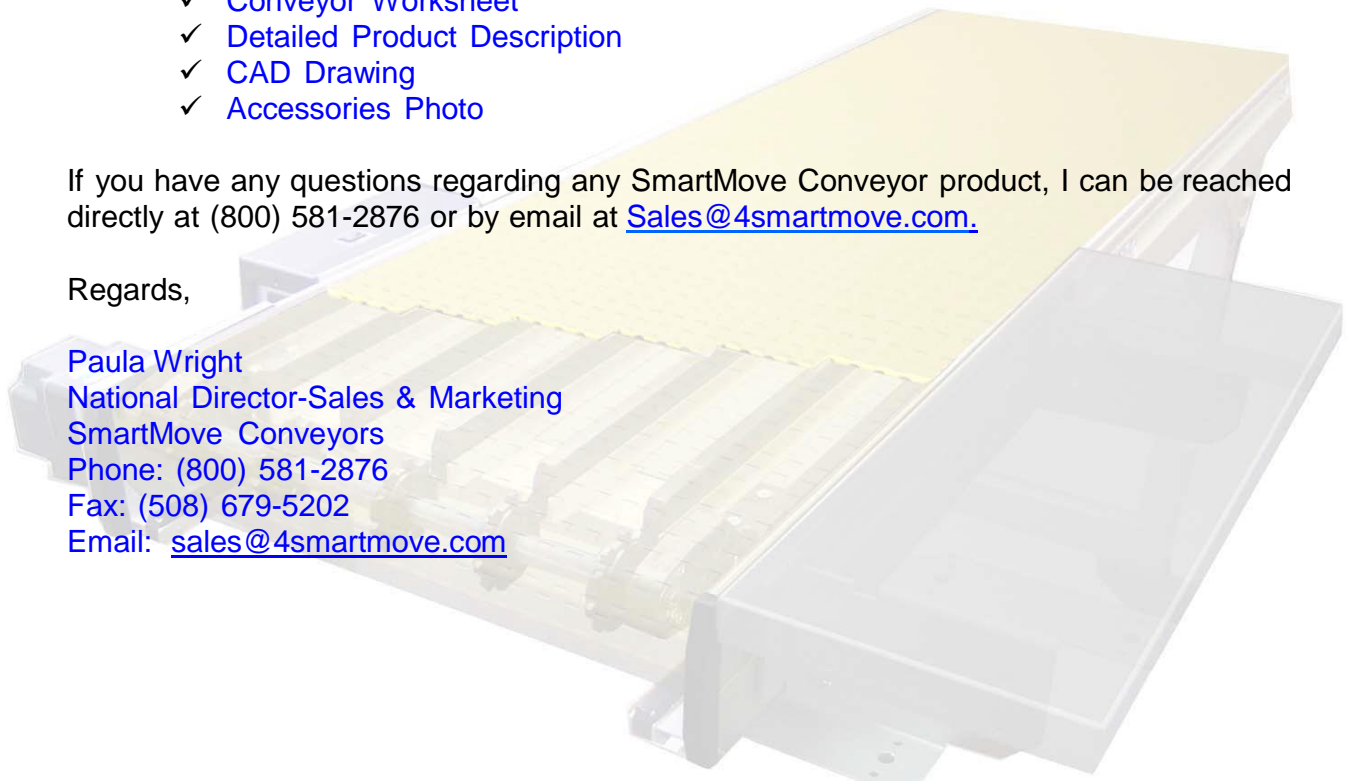 ✓ Conveyor Worksheet
✓ Detailed Product Description
✓ CAD Drawing
✓ Accessories Photo
If you have any questions regarding any SmartMove Conveyor product, I can be reached
directly at (800) 581-2876 or by email at Sales@4smartmove.com.
Regards,
Paula Wright
National Director-Sales & Marketing
SmartMove Conveyors
Phone: (800) 581-2876
Fax: (508) 679-5202
Email: sales@4smartmove.com